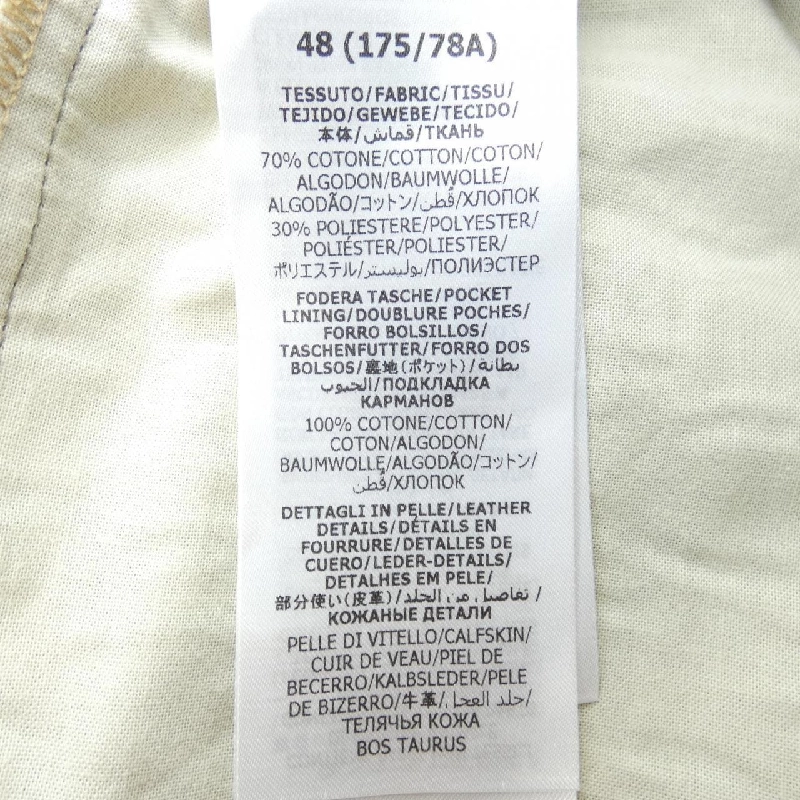 48 (175/78A)
TESSUTO/FABRIC/TISSU/
TEJIDO/GEWEBE/TECIDO/
本体/قماش/ТКАНЬ
70% COTONE/COTTON/COTON/
ALGODON/BAUMWOLLE/
ALGODÃO/コットン/قُطن/ХЛОПОК
30% POLIESTERE/POLYESTER/
POLIÉSTER/POLIESTER/
ポリエステル/بوليستر/ПОЛИЭСТЕР
FODERA TASCHE/POCKET
LINING/DOUBLURE POCHES/
FORRO BOLSILLOS/
TASCHENFUTTER/FORRO DOS
BOLSOS/裏地(ポケット)/بطانة
الجيوب/ПОДКЛАДКА
КАРМАНОВ
100% COTONE/COTTON/
COTON/ALGODON/
BAUMWOLLE/ALGODÃO/コットン/
قُطن/ХЛОПОК
DETTAGLI IN PELLE/LEATHER
DETAILS/DÉTAILS EN
FOURRURE/DETALLES DE
CUERO/LEDER-DETAILS/
DETALHES EM PELE/
部分使い(皮革)/تفاصيل من الجلد/
КОЖАНЫЕ ДЕТАЛИ
PELLE DI VITELLO/CALFSKIN/
CUIR DE VEAU/PIEL DE
BECERRO/KALBSLEDER/PELE
DE BIZERRO/牛革/جلد العجل/
ТЕЛЯЧЬЯ КОЖА
BOS TAURUS